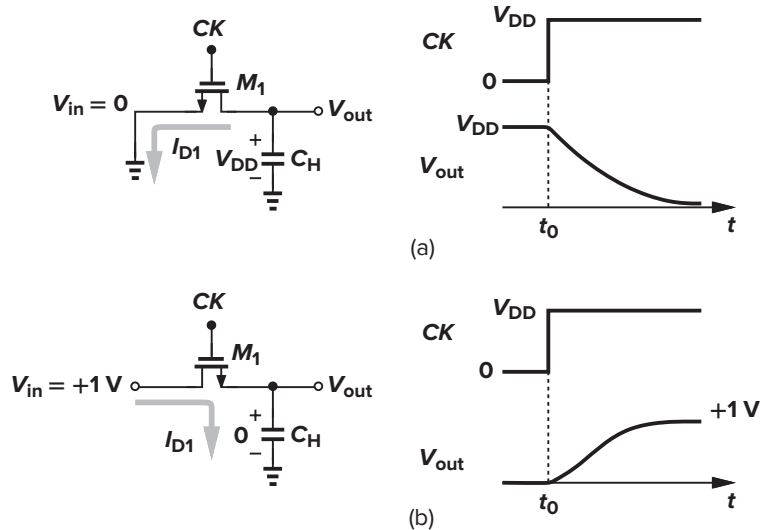 CK
M1
Vin = 0
Vout
ID1
+
VDD
−
CH
VDD
CK
0
VDD
Vout
t0
t
(a)
CK
M1
Vin = +1 V
Vout
ID1
+
0
−
CH
VDD
CK
0
+1 V
Vout
t0
t
(b)